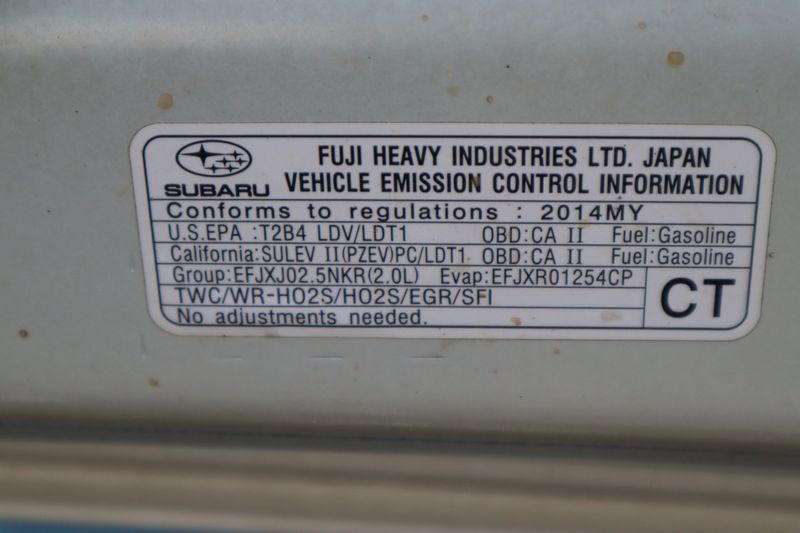 SUBARU
FUJI HEAVY INDUSTRIES LTD. JAPAN
VEHICLE EMISSION CONTROL INFORMATION
Conforms to regulations : 2014MY
U.S.EPA :T2B4 LDV/LDT1 OBD:CA II Fuel:Gasoline
California:SULEV II(PZEV)PC/LDT1 OBD:CA II Fuel:Gasoline
Group:EFJXJ02.5NKR(2.0L) Evap:EFJXR01254CP
TWC/WR-HO2S/HO2S/EGR/SFI
No adjustments needed.
CT